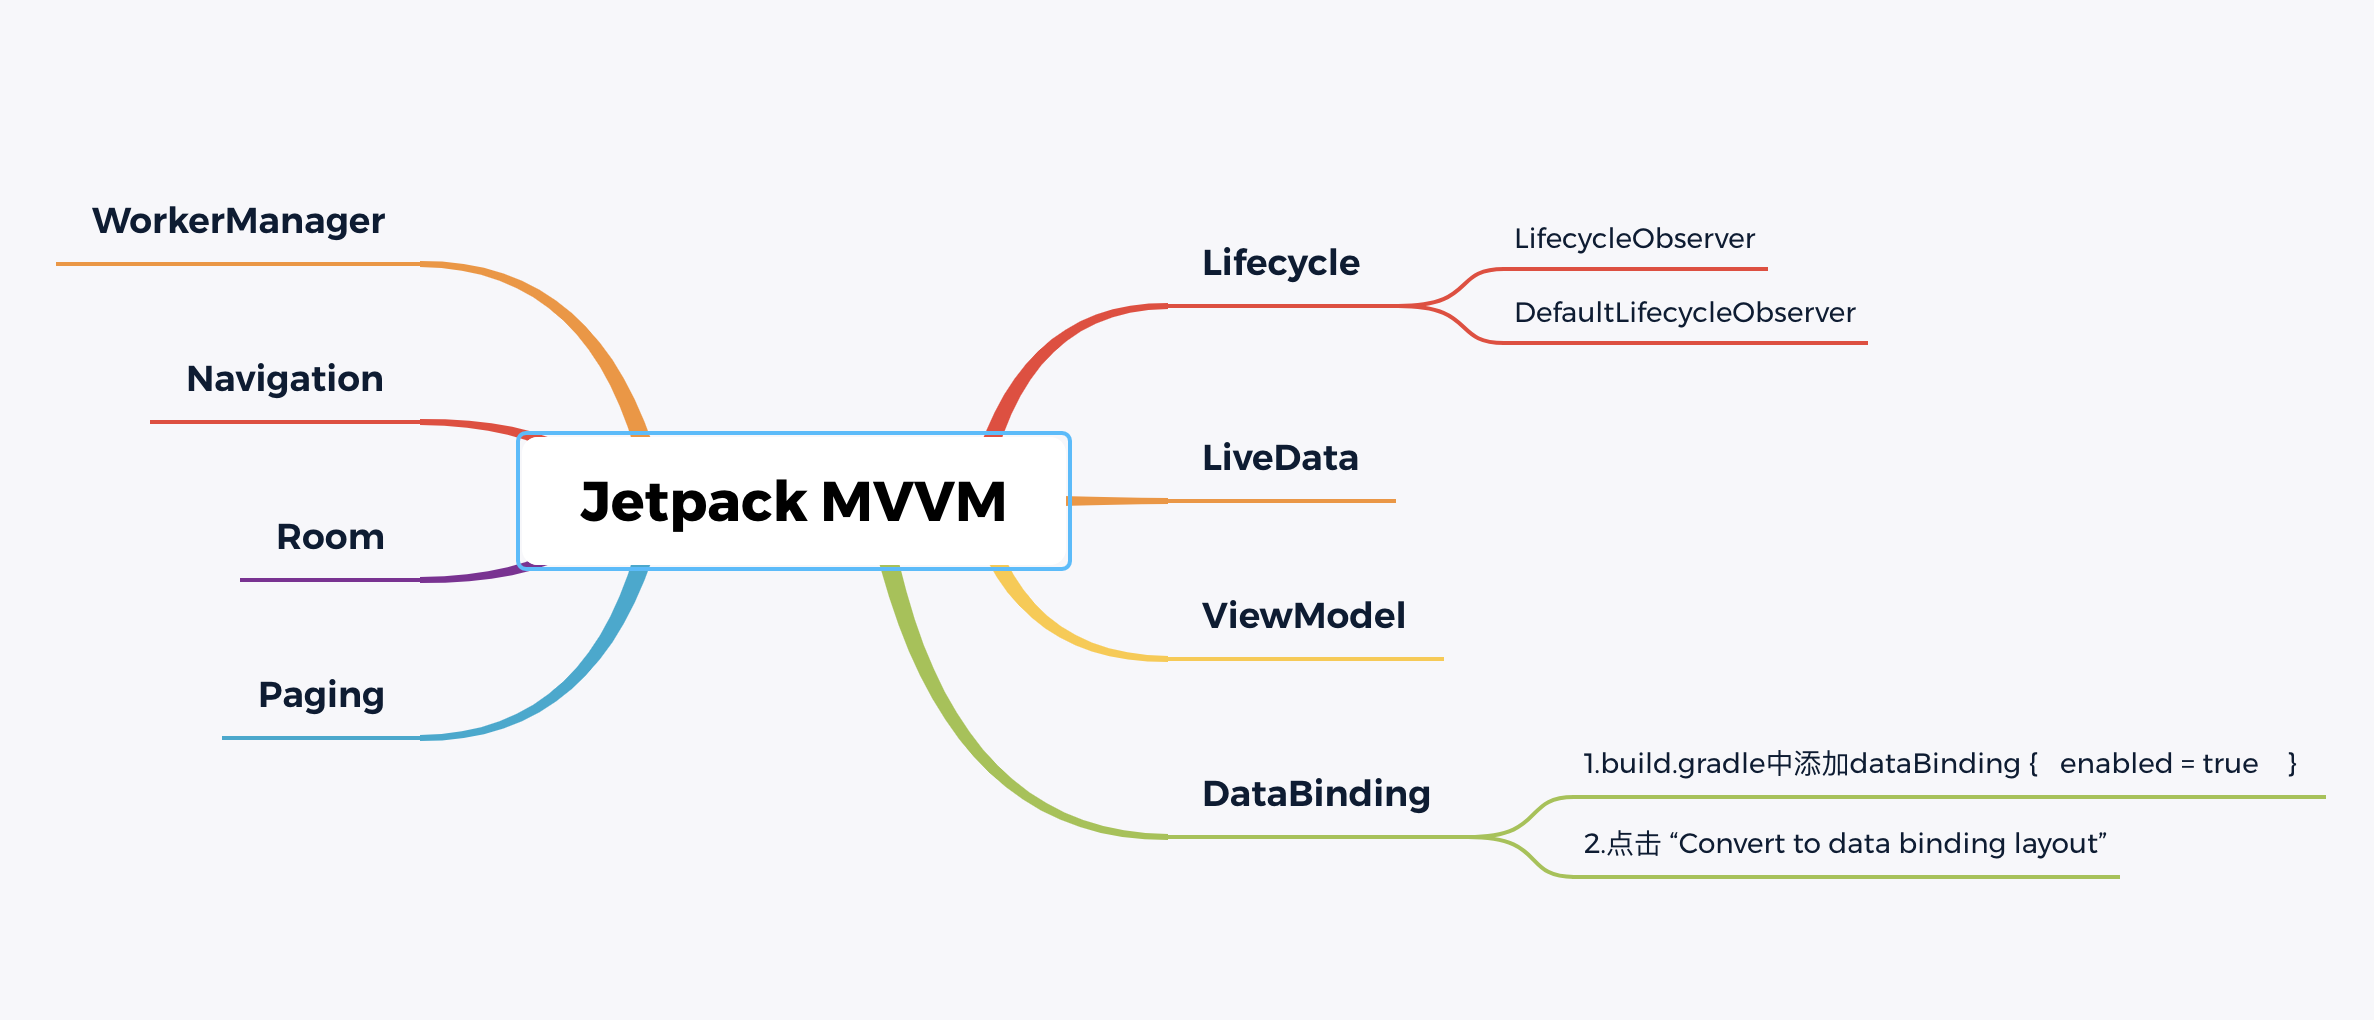 Jetpack MVVM
Lifecycle
LifecycleObserver
DefaultLifecycleObserver
LiveData
ViewModel
DataBinding
1.build.gradle中添加dataBinding {   enabled = true    }
2.点击 “Convert to data binding layout”
WorkerManager
Navigation
Room
Paging